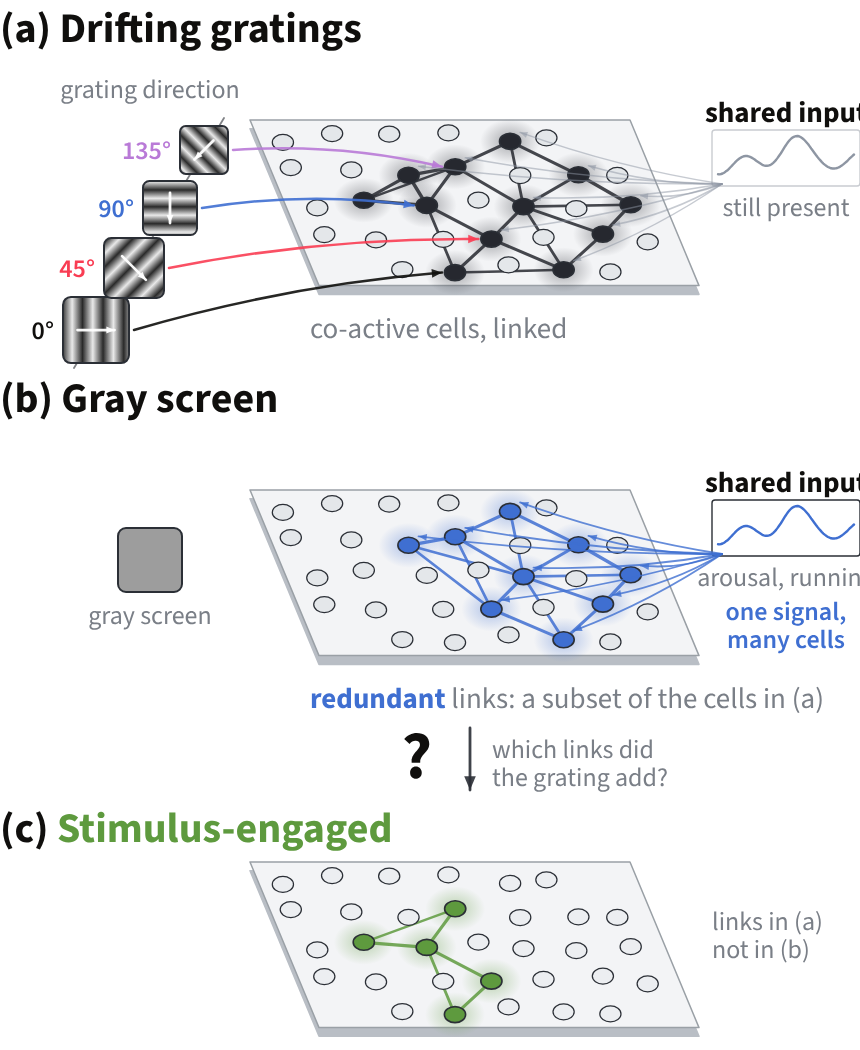 (a) Drifting gratings
grating direction
shared input
135°
90°
still present
45°
0°
co-active cells, linked
(b) Gray screen
shared input
arousal, runnin
gray screen
one signal,
many cells
redundant links: a subset of the cells in (a)
?
which links did
the grating add?
(c) Stimulus-engaged
links in (a)
not in (b)